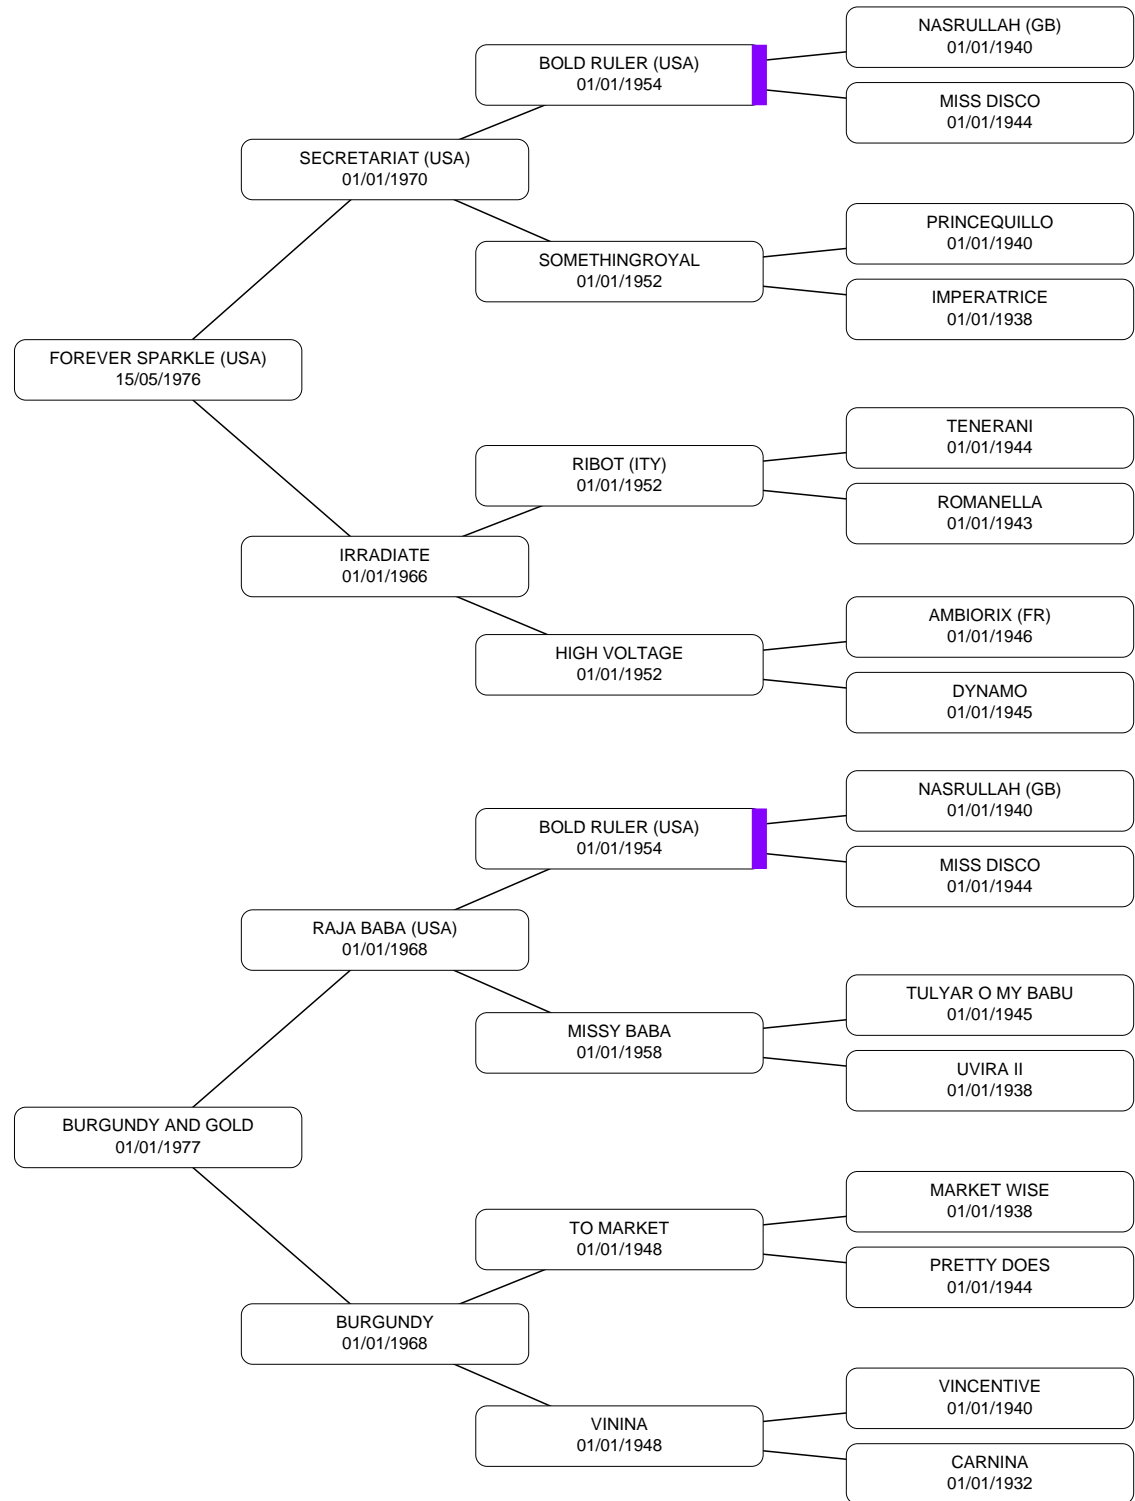 NASRULLAH (GB)
01/01/1940
BOLD RULER (USA)
01/01/1954
MISS DISCO
01/01/1944
SECRETARIAT (USA)
01/01/1970
PRINCEQUILLO
01/01/1940
SOMETHINGROYAL
01/01/1952
IMPERATRICE
01/01/1938
FOREVER SPARKLE (USA)
15/05/1976
TENERANI
01/01/1944
RIBOT (ITY)
01/01/1952
ROMANELLA
01/01/1943
IRRADIATE
01/01/1966
AMBIORIX (FR)
01/01/1946
HIGH VOLTAGE
01/01/1952
DYNAMO
01/01/1945
NASRULLAH (GB)
01/01/1940
BOLD RULER (USA)
01/01/1954
MISS DISCO
01/01/1944
RAJA BABA (USA)
01/01/1968
TULYAR O MY BABU
01/01/1945
MISSY BABA
01/01/1958
UVIRA II
01/01/1938
BURGUNDY AND GOLD
01/01/1977
MARKET WISE
01/01/1938
TO MARKET
01/01/1948
PRETTY DOES
01/01/1944
BURGUNDY
01/01/1968
VINCENTIVE
01/01/1940
VININA
01/01/1948
CARNINA
01/01/1932